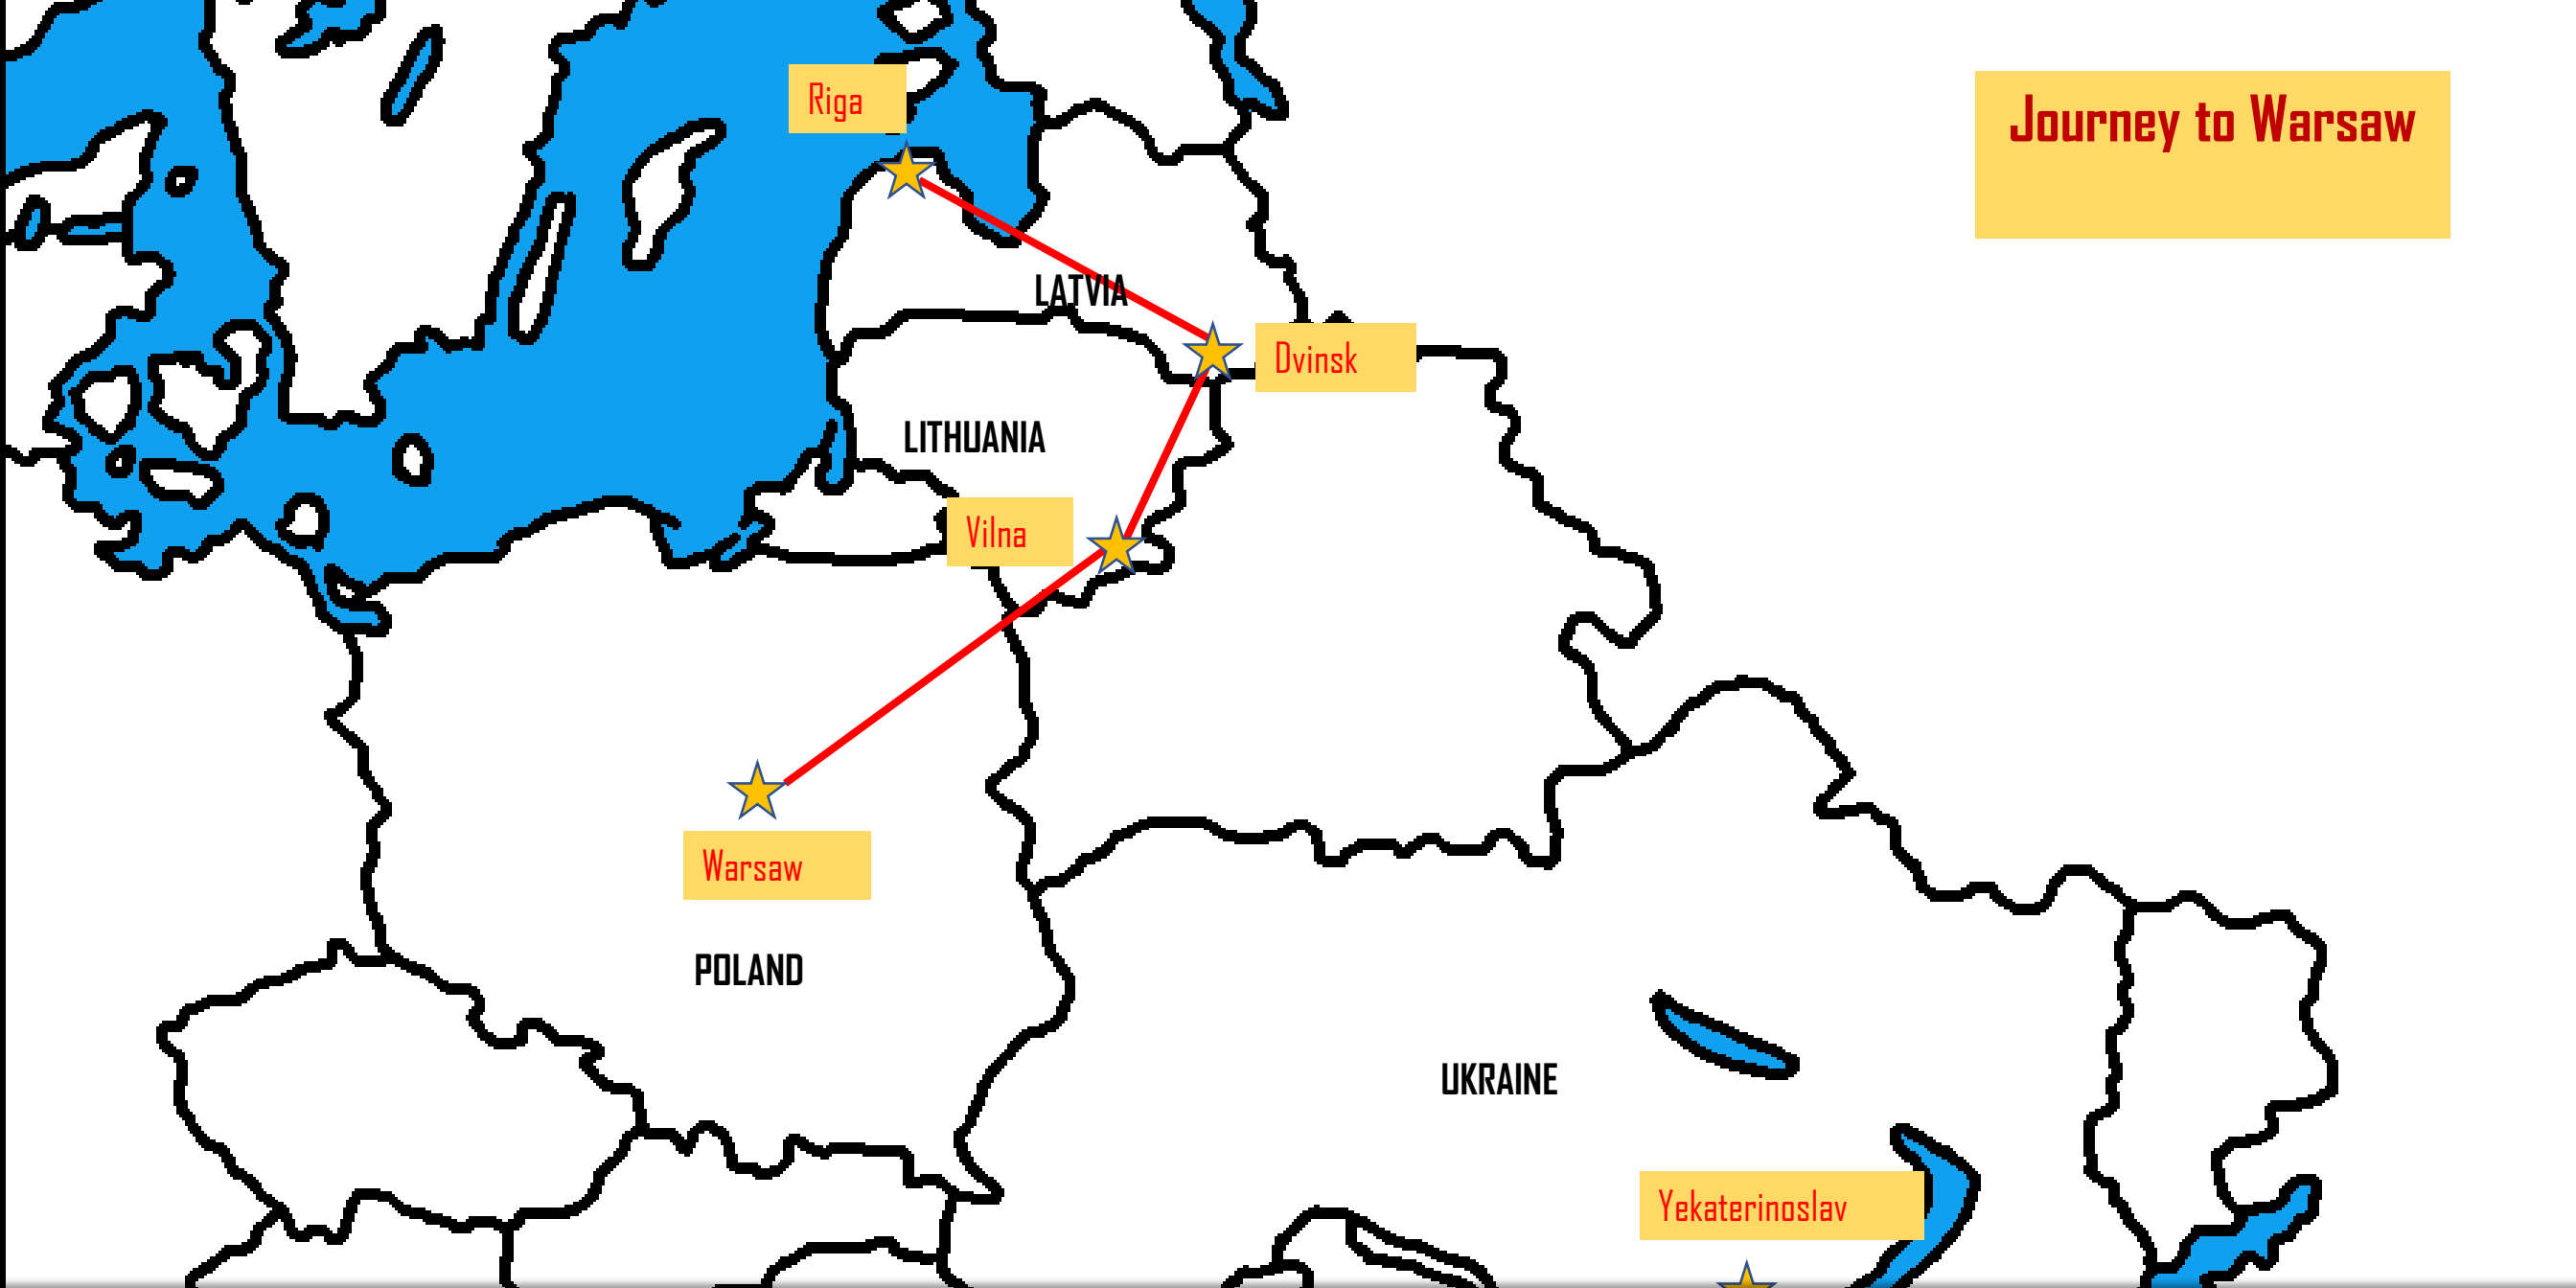 Riga
Journey to Warsaw
LATVIA
Dvinsk
LITHUANIA
Vilna
Warsaw
POLAND
UKRAINE
Yekaterinoslav